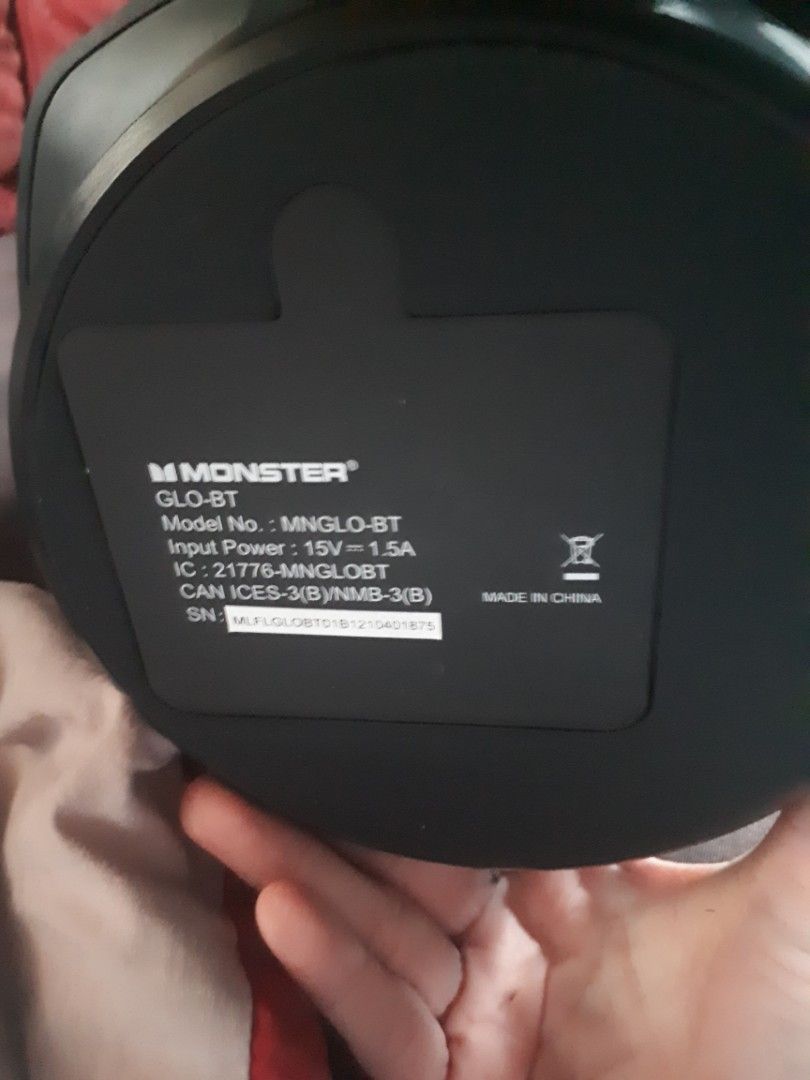 MONSTER®
GLO-BT
Model No. : MNGLO-BT
Input Power : 15V⎓1.5A
IC : 21776-MNGLOBT
CAN ICES-3(B)/NMB-3(B)
SN: MLFLGLOBT01B1210401875
MADE IN CHINA